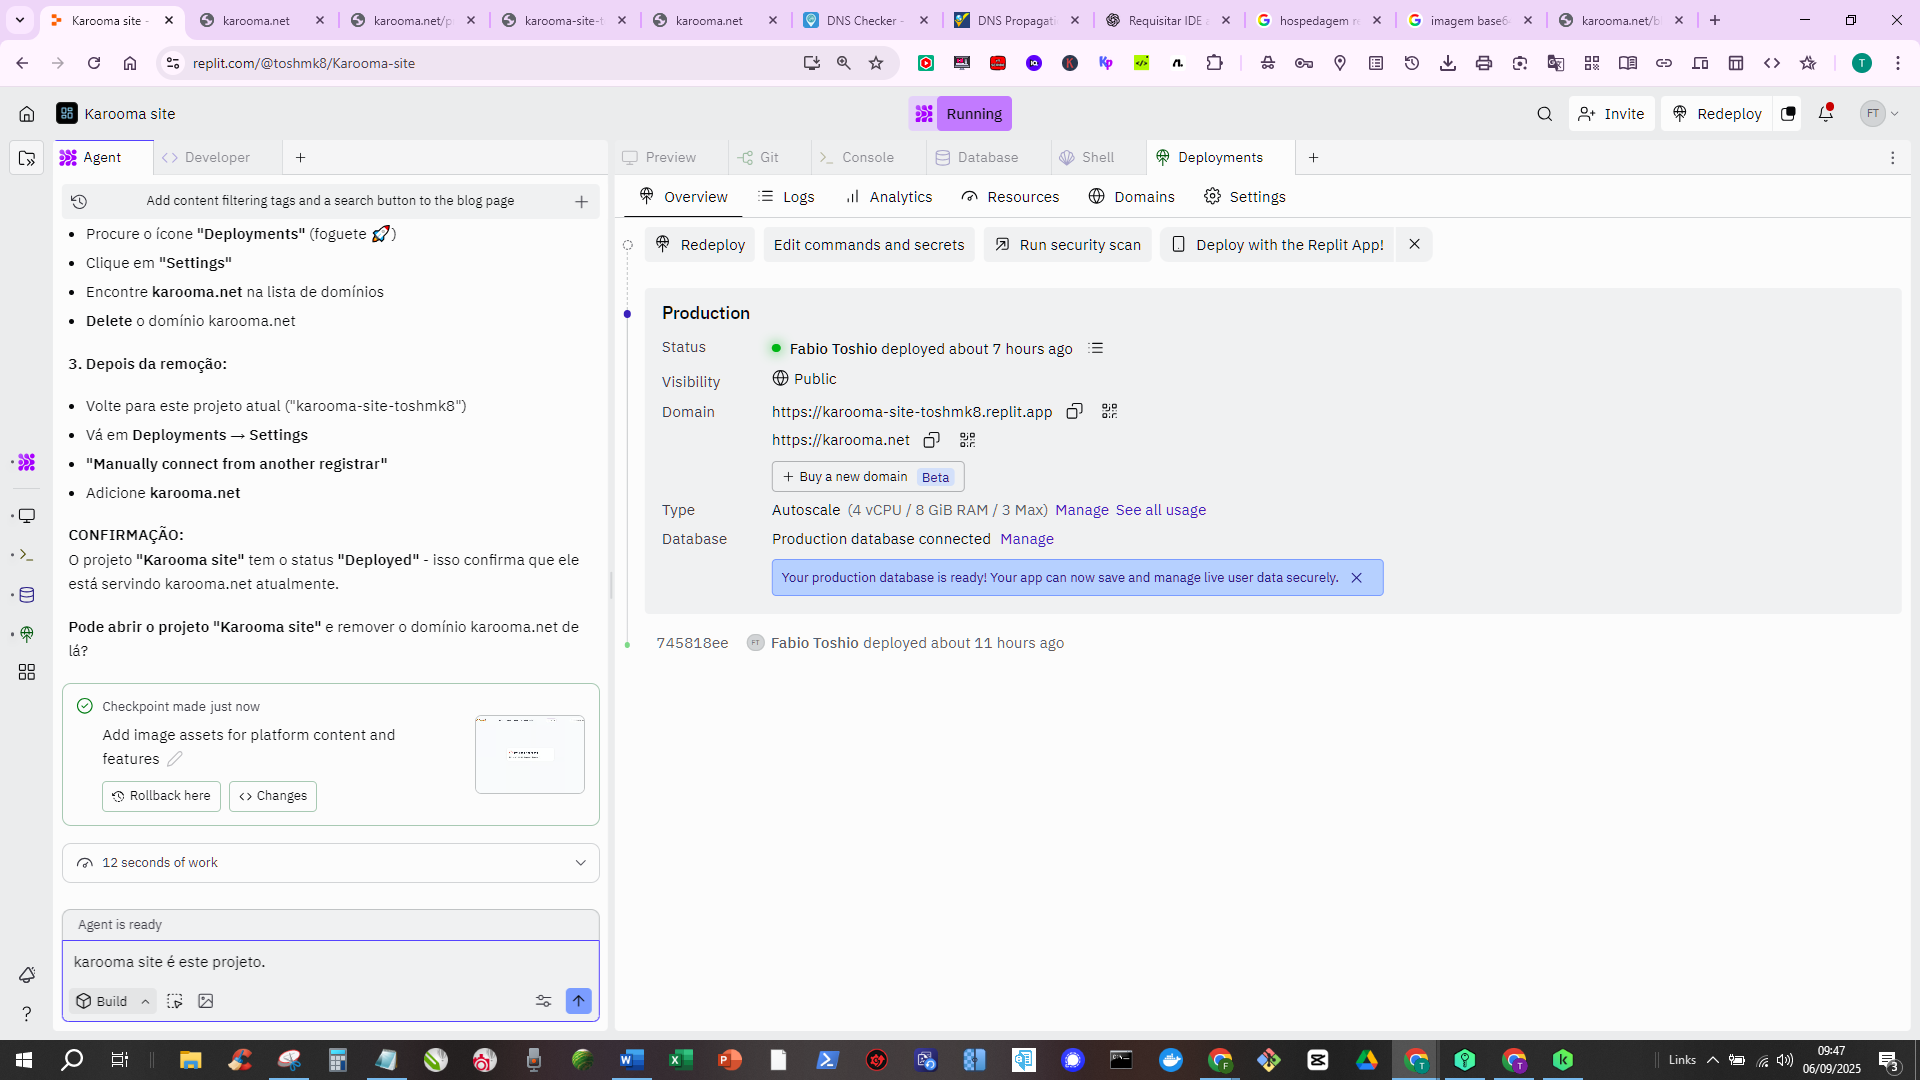 Karooma site -
karooma.net
karooma.net/p
karooma-site-t
karooma.net
DNS Checker -
DNS Propagati
Requisitar IDE
hospedagem re
imagem base6
karooma.net/b
replit.com/@toshmk8/Karooma-site
T
Karooma site
Running
Invite
Redeploy
FT
Agent
Developer
Preview
Git
Console
Database
Shell
Deployments
Add content filtering tags and a search button to the blog page
Overview
Logs
Analytics
Resources
Domains
Settings
• Procure o ícone "Deployments" (foguete 🚀)
• Clique em "Settings"
• Encontre karooma.net na lista de domínios
• Delete o domínio karooma.net
3. Depois da remoção:
• Volte para este projeto atual ("karooma-site-toshmk8")
• Vá em Deployments → Settings
• "Manually connect from another registrar"
• Adicione karooma.net
CONFIRMAÇÃO:
O projeto "Karooma site" tem o status "Deployed" - isso confirma que ele
está servindo karooma.net atualmente.
Pode abrir o projeto "Karooma site" e remover o domínio karooma.net de
lá?
Checkpoint made just now
Add image assets for platform content and
features
Rollback here
Changes
12 seconds of work
Agent is ready
karooma site é este projeto.
Build
Redeploy
Edit commands and secrets
Run security scan
Deploy with the Replit App!
Production
Status
Fabio Toshio deployed about 7 hours ago
Visibility
Public
Domain
https://karooma-site-toshmk8.replit.app
https://karooma.net
+ Buy a new domain Beta
Type
Autoscale (4 vCPU / 8 GiB RAM / 3 Max) Manage See all usage
Database
Production database connected Manage
Your production database is ready! Your app can now save and manage live user data securely.
745818ee
FT
Fabio Toshio deployed about 11 hours ago
Links
09:47
06/09/2025
3